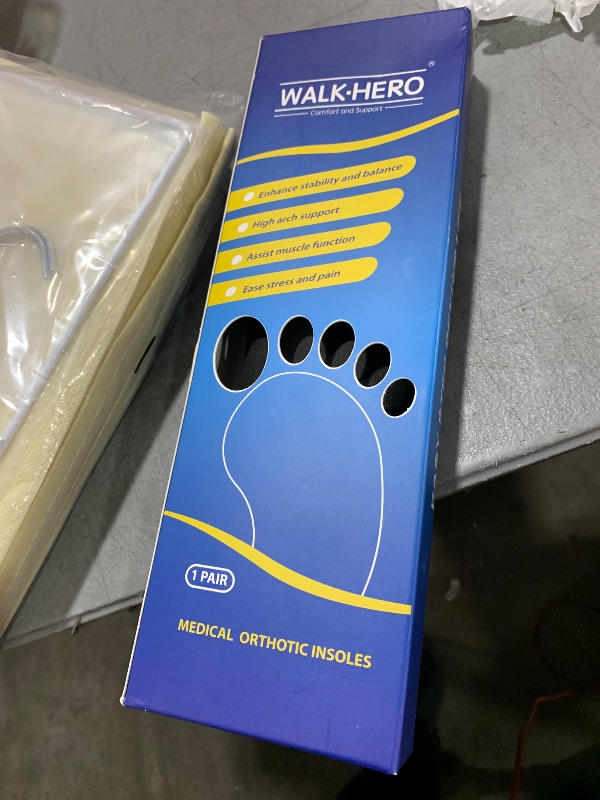 WALK·HERO®
Comfort and Support
Enhance stability and balance
High arch support
Assist muscle function
Ease stress and pain
1 PAIR
MEDICAL ORTHOTIC INSOLES